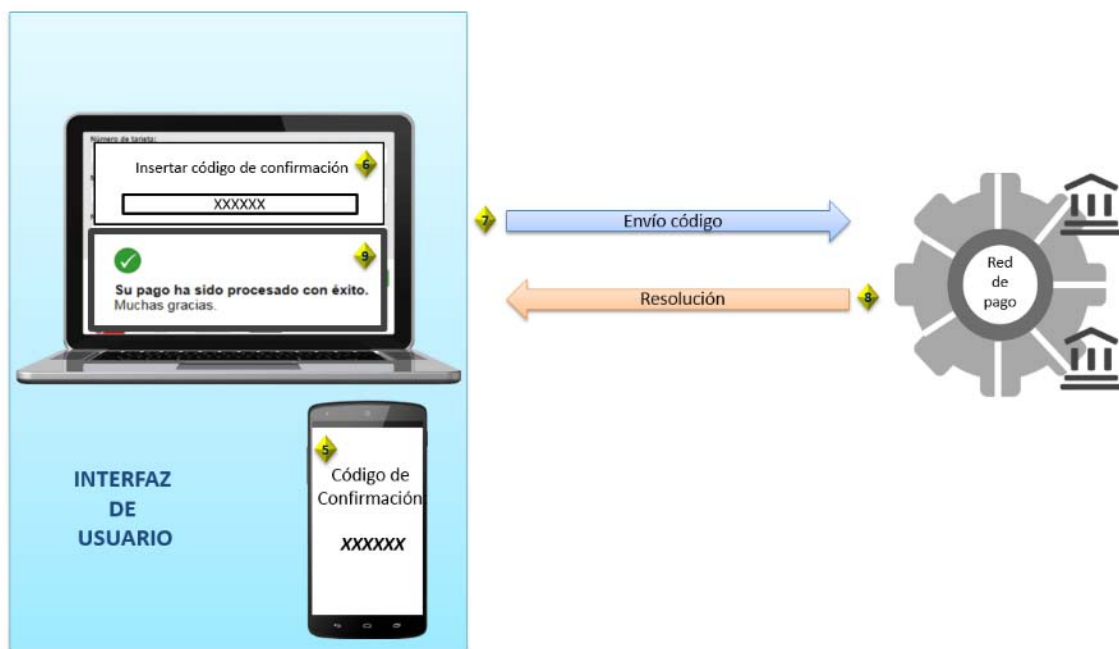 Número de tarjeta:
Insertar código de confirmación
6
XXXXXX
9
Su pago ha sido procesado con éxito.
Muchas gracias.
7
Envío código
Resolución
8
Red
de
pago
5
Código de
Confirmación
XXXXXX
INTERFAZ
DE
USUARIO